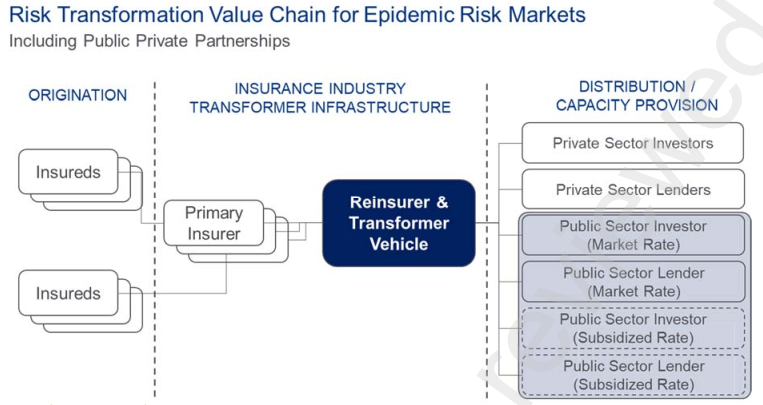 Risk Transformation Value Chain for Epidemic Risk Markets
Including Public Private Partnerships
ORIGINATION
INSURANCE INDUSTRY
TRANSFORMER INFRASTRUCTURE
DISTRIBUTION /
CAPACITY PROVISION
Insureds
Insureds
Primary
Insurer
Reinsurer &
Transformer
Vehicle
Private Sector Investors
Private Sector Lenders
Public Sector Investor
(Market Rate)
Public Sector Lender
(Market Rate)
Public Sector Investor
(Subsidized Rate)
Public Sector Lender
(Subsidized Rate)
reviewed